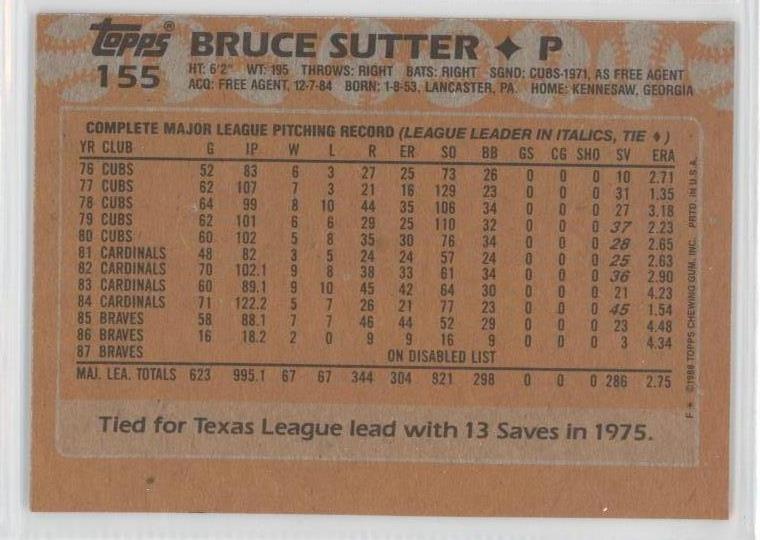 topps® BRUCE SUTTER ✦ P
155 HT: 6'2" WT: 195 THROWS: RIGHT BATS: RIGHT SGND: CUBS-1971, AS FREE AGENT
ACQ: FREE AGENT, 12-7-84 BORN: 1-8-53, LANCASTER, PA. HOME: KENNESAW, GEORGIA
COMPLETE MAJOR LEAGUE PITCHING RECORD (LEAGUE LEADER IN ITALICS, TIE ♦)
YR CLUB G IP W L R ER SO BB GS CG SHO SV ERA
76 CUBS 52 83 6 3 27 25 73 26 0 0 0 10 2.71
77 CUBS 62 107 7 3 21 16 129 23 0 0 0 31 1.35
78 CUBS 64 99 8 10 44 35 106 34 0 0 0 27 3.18
79 CUBS 62 101 6 6 29 25 110 32 0 0 0 37 2.23
80 CUBS 60 102 5 8 35 30 76 34 0 0 0 28 2.65
81 CARDINALS 48 82 3 5 24 24 57 24 0 0 0 25 2.63
82 CARDINALS 70 102.1 9 8 38 33 61 34 0 0 0 36 2.90
83 CARDINALS 60 89.1 9 10 45 42 64 30 0 0 0 21 4.23
84 CARDINALS 71 122.2 5 7 26 21 77 23 0 0 0 45 1.54
85 BRAVES 58 88.1 7 7 46 44 52 29 0 0 0 23 4.48
86 BRAVES 16 18.2 2 0 9 9 16 9 0 0 0 3 4.34
87 BRAVES ON DISABLED LIST
MAJ. LEA. TOTALS 623 995.1 67 67 344 304 821 298 0 0 0 286 2.75
Tied for Texas League lead with 13 Saves in 1975.
F* ©1988 TOPPS CHEWING GUM, INC. PRTD. IN U.S.A.